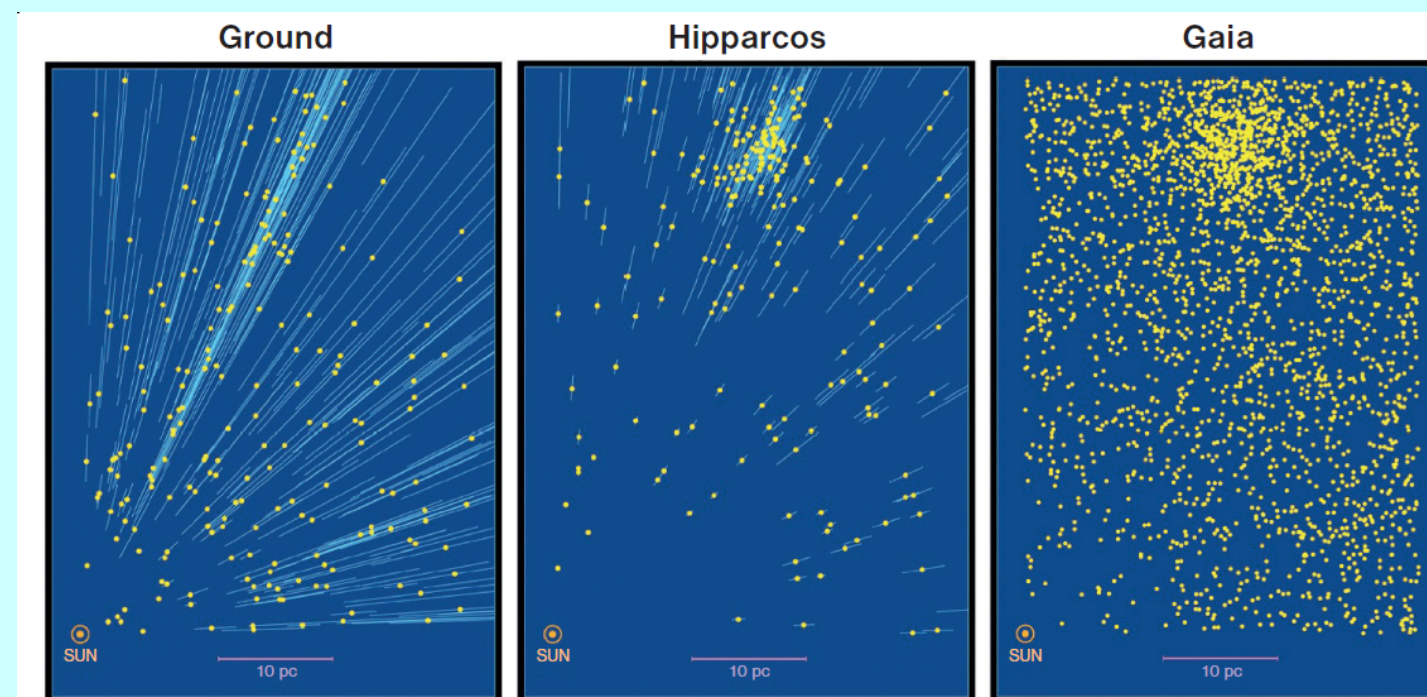 Ground
Hipparcos
Gaia
SUN
10 pc
SUN
10 pc
SUN
10 pc